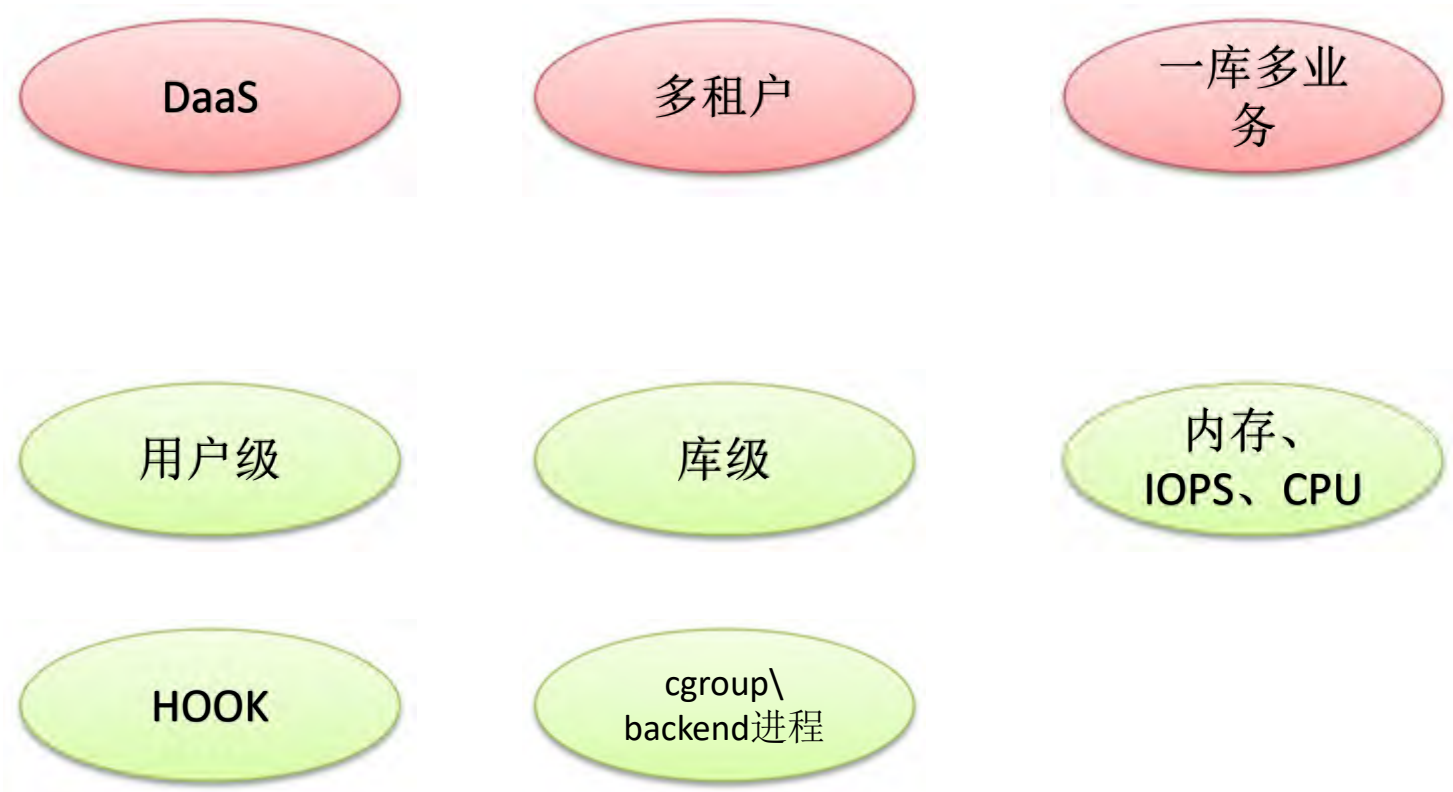 DaaS
多租户
一库多业
务
用户级
库级
内存、
IOPS、CPU
HOOK
cgroup\
backend进程